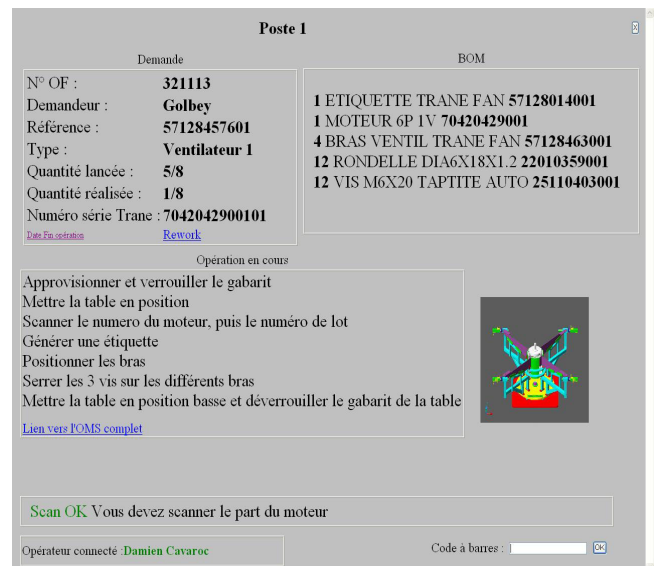 Poste 1
x
Demande
N° OF : 321113
Demandeur : Golbey
Référence : 57128457601
Type : Ventilateur 1
Quantité lancée : 5/8
Quantité réalisée : 1/8
Numéro série Trane : 7042042900101
Date Fin opération Rework
BOM
1 ETIQUETTE TRANE FAN 57128014001
1 MOTEUR 6P 1V 70420429001
4 BRAS VENTIL TRANE FAN 57128463001
12 RONDELLE DIA6X18X1.2 22010359001
12 VIS M6X20 TAPTITE AUTO 25110403001
Opération en cours
Approvisionner et verrouiller le gabarit
Mettre la table en position
Scanner le numero du moteur, puis le numéro de lot
Générer une étiquette
Positionner les bras
Serrer les 3 vis sur les différents bras
Mettre la table en position basse et déverrouiller le gabarit de la table
Lien vers l'OMS complet
Scan OK Vous devez scanner le part du moteur
Opérateur connecté :Damien Cavaroc
Code à barres : OK